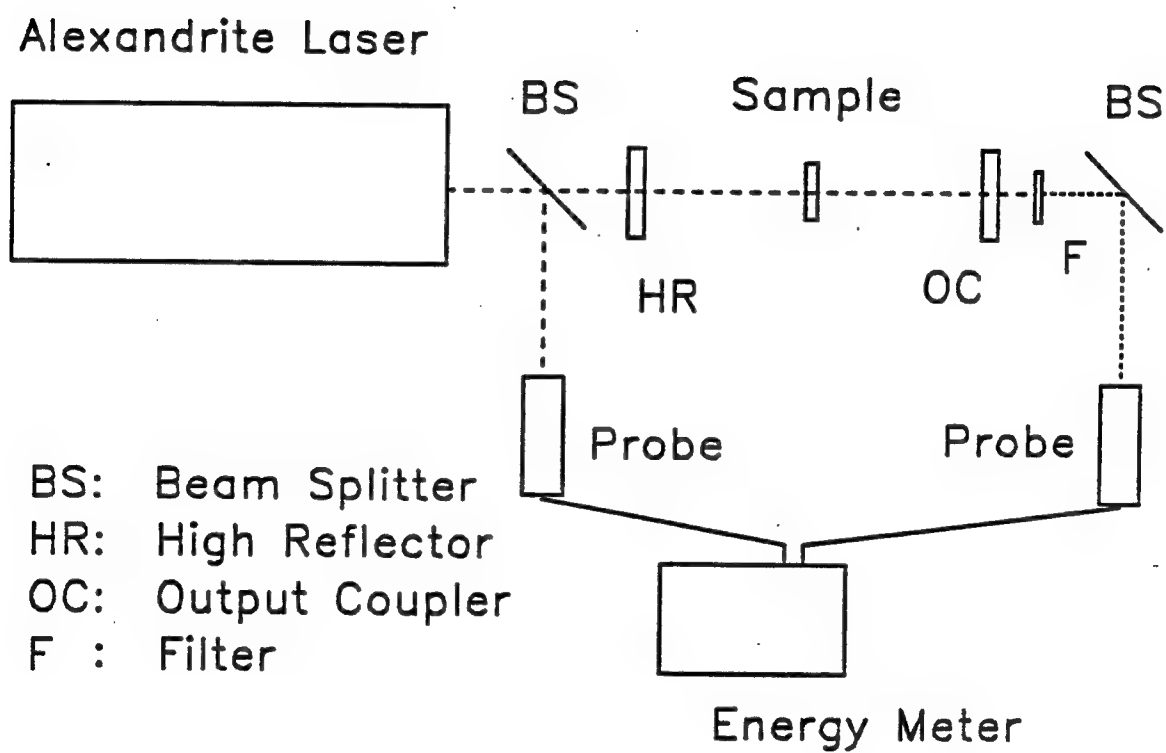 Alexandrite Laser
BS
Sample
BS
HR
OC
F
Probe
Probe
BS: Beam Splitter
HR: High Reflector
OC: Output Coupler
F : Filter
Energy Meter